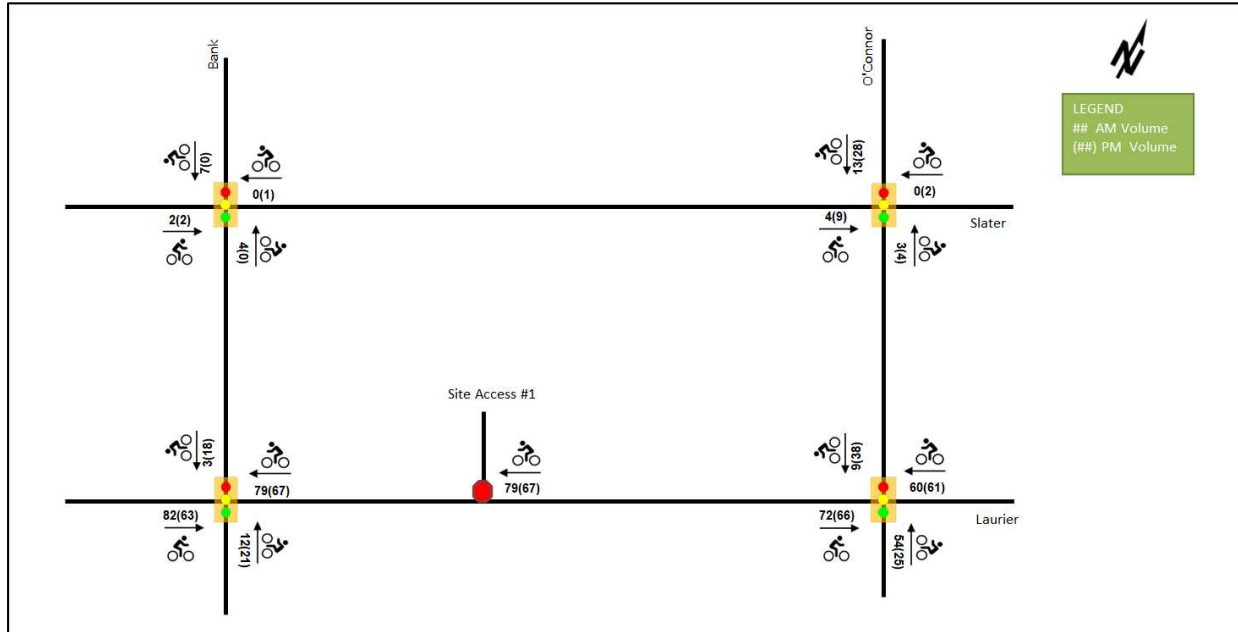 Bank
O'Connor
LEGEND
## AM Volume
(##) PM Volume
7(0)
0(1)
13(28)
0(2)
2(2)
4(0)
4(9)
3(4)
Slater
Site Access #1
3(18)
79(67)
79(67)
9(38)
60(61)
82(63)
12(21)
72(66)
54(25)
Laurier